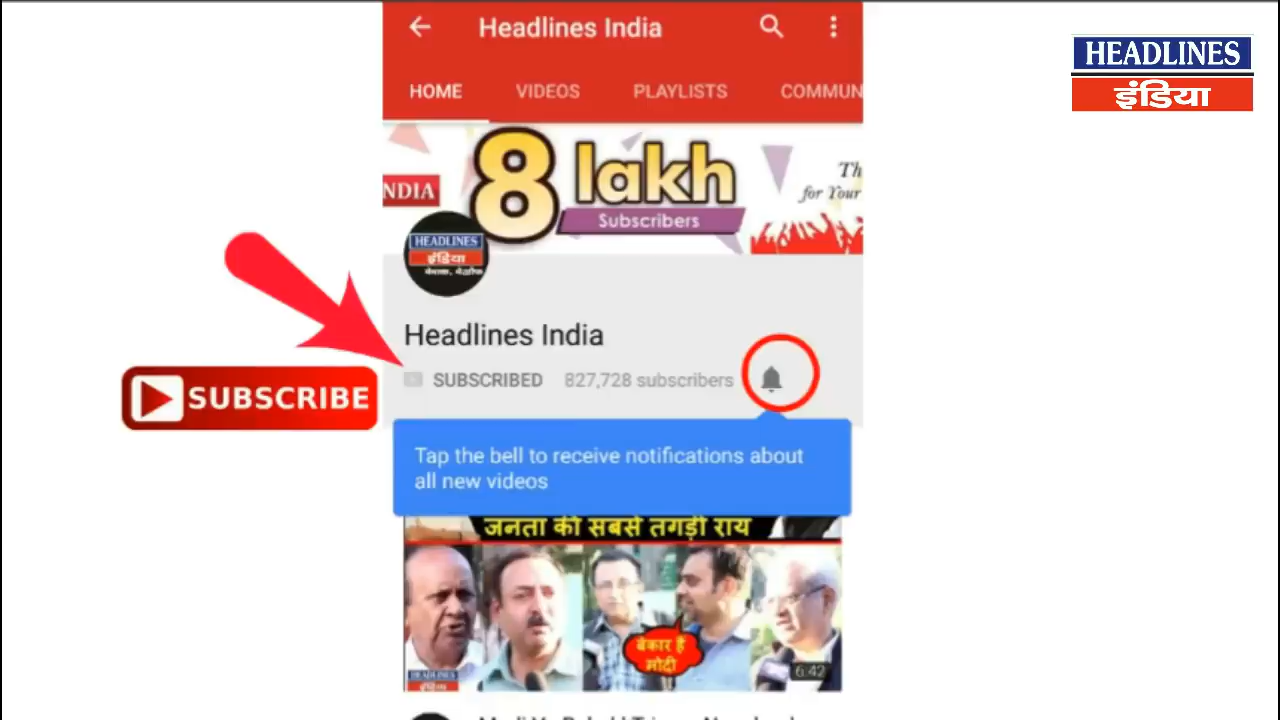 Headlines India
HEADLINES
इंडिया
HOME VIDEOS PLAYLISTS COMMUN
8 lakh
Subscribers
NDIA
Th
for Your
HEADLINES
इंडिया
Headlines India
SUBSCRIBED 827,728 subscribers
SUBSCRIBE
Tap the bell to receive notifications about
all new videos
जनता की सबसे तगड़ी राय
बेकार हैं
मोदी
6:42
HEADLINES
इंडिया